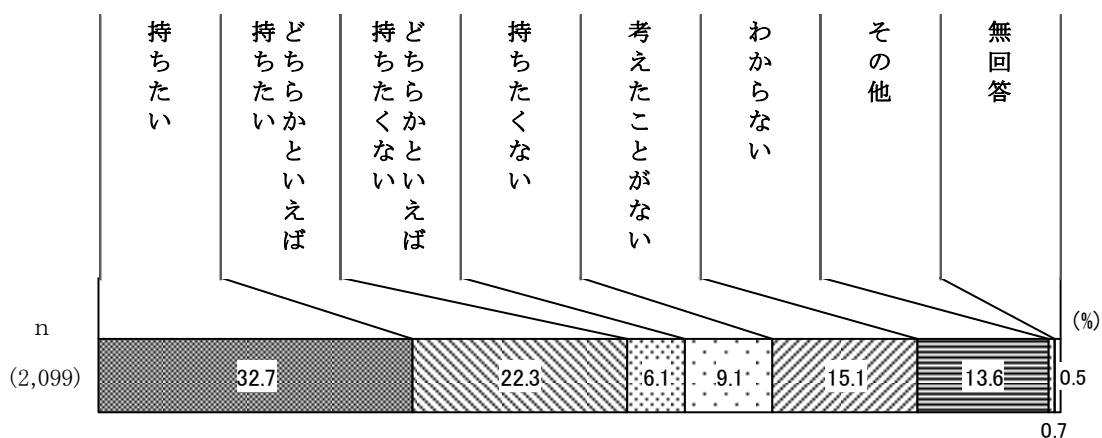 持ちたい
どちらかといえば
持ちたい
どちらかといえば
持ちたくない
持ちたくない
考えたことがない
わからない
その他
無回答
n
(%)
(2,099)
32.7
22.3
6.1
9.1
15.1
13.6
0.5
0.7